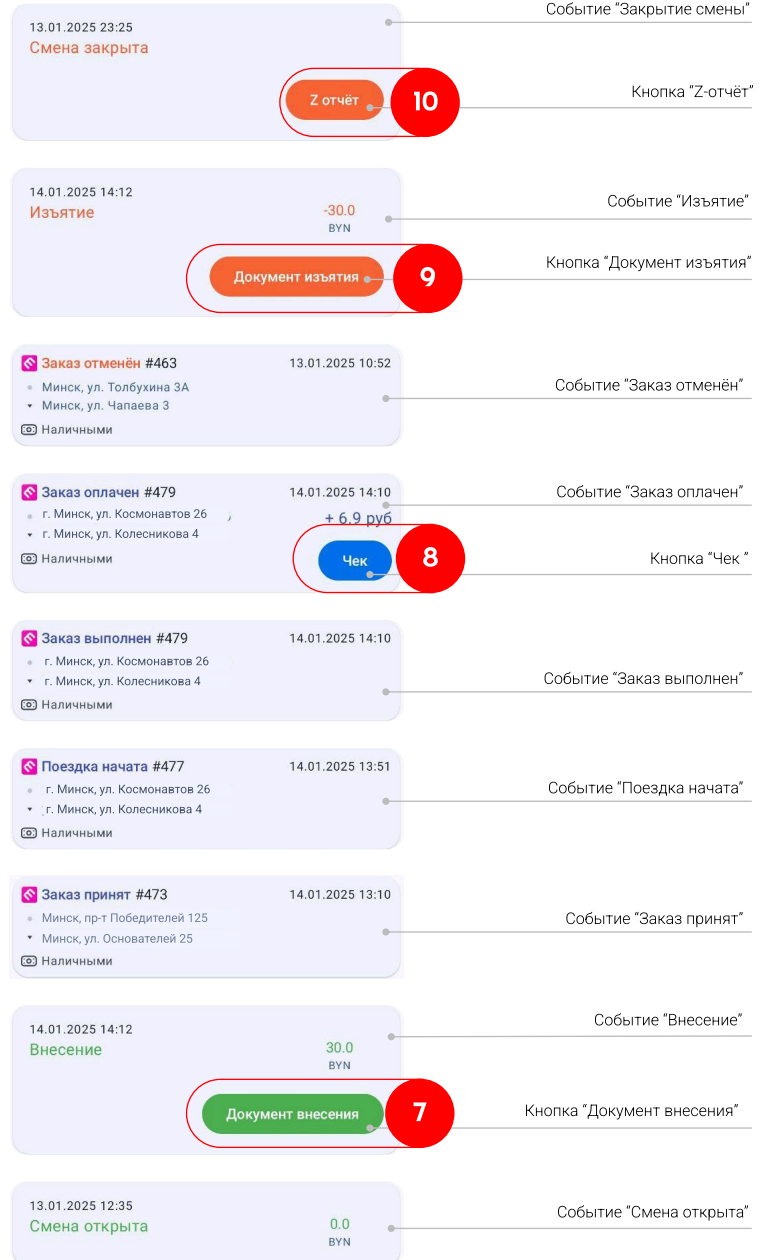 Событие “Закрытие смены”
13.01.2025 23:25
Смена закрыта
Z отчёт
10
Кнопка “Z-отчёт”
14.01.2025 14:12
Изъятие
-30.0
BYN
Событие “Изъятие”
Документ изъятия
9
Кнопка “Документ изъятия”
Заказ отменён #463
13.01.2025 10:52
Минск, ул. Толбухина 3А
Минск, ул. Чапаева 3
Наличными
Событие “Заказ отменён”
Заказ оплачен #479
14.01.2025 14:10
г. Минск, ул. Космонавтов 26
+ 6.9 руб
г. Минск, ул. Колесникова 4
Наличными
Событие “Заказ оплачен”
Чек
8
Кнопка “Чек ”
Заказ выполнен #479
14.01.2025 14:10
г. Минск, ул. Космонавтов 26
г. Минск, ул. Колесникова 4
Наличными
Событие “Заказ выполнен”
Поездка начата #477
14.01.2025 13:51
г. Минск, ул. Космонавтов 26
г. Минск, ул. Колесникова 4
Наличными
Событие “Поездка начата”
Заказ принят #473
14.01.2025 13:10
Минск, пр-т Победителей 125
Минск, ул. Основателей 25
Наличными
Событие “Заказ принят”
14.01.2025 14:12
Внесение
30.0
BYN
Событие “Внесение”
Документ внесения
7
Кнопка “Документ внесения”
13.01.2025 12:35
Смена открыта
0.0
BYN
Событие “Смена открыта”